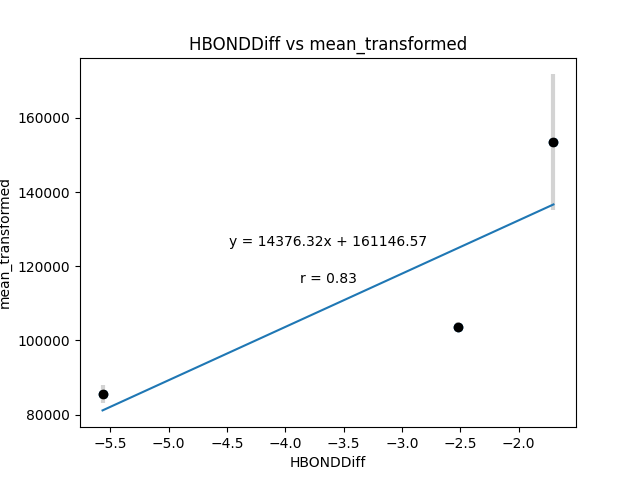 HBONDDiff vs mean_transformed
mean_transformed
160000
140000
120000
100000
80000
y = 14376.32x + 161146.57
r = 0.83
−5.5
−5.0
−4.5
−4.0
−3.5
−3.0
−2.5
−2.0
HBONDDiff